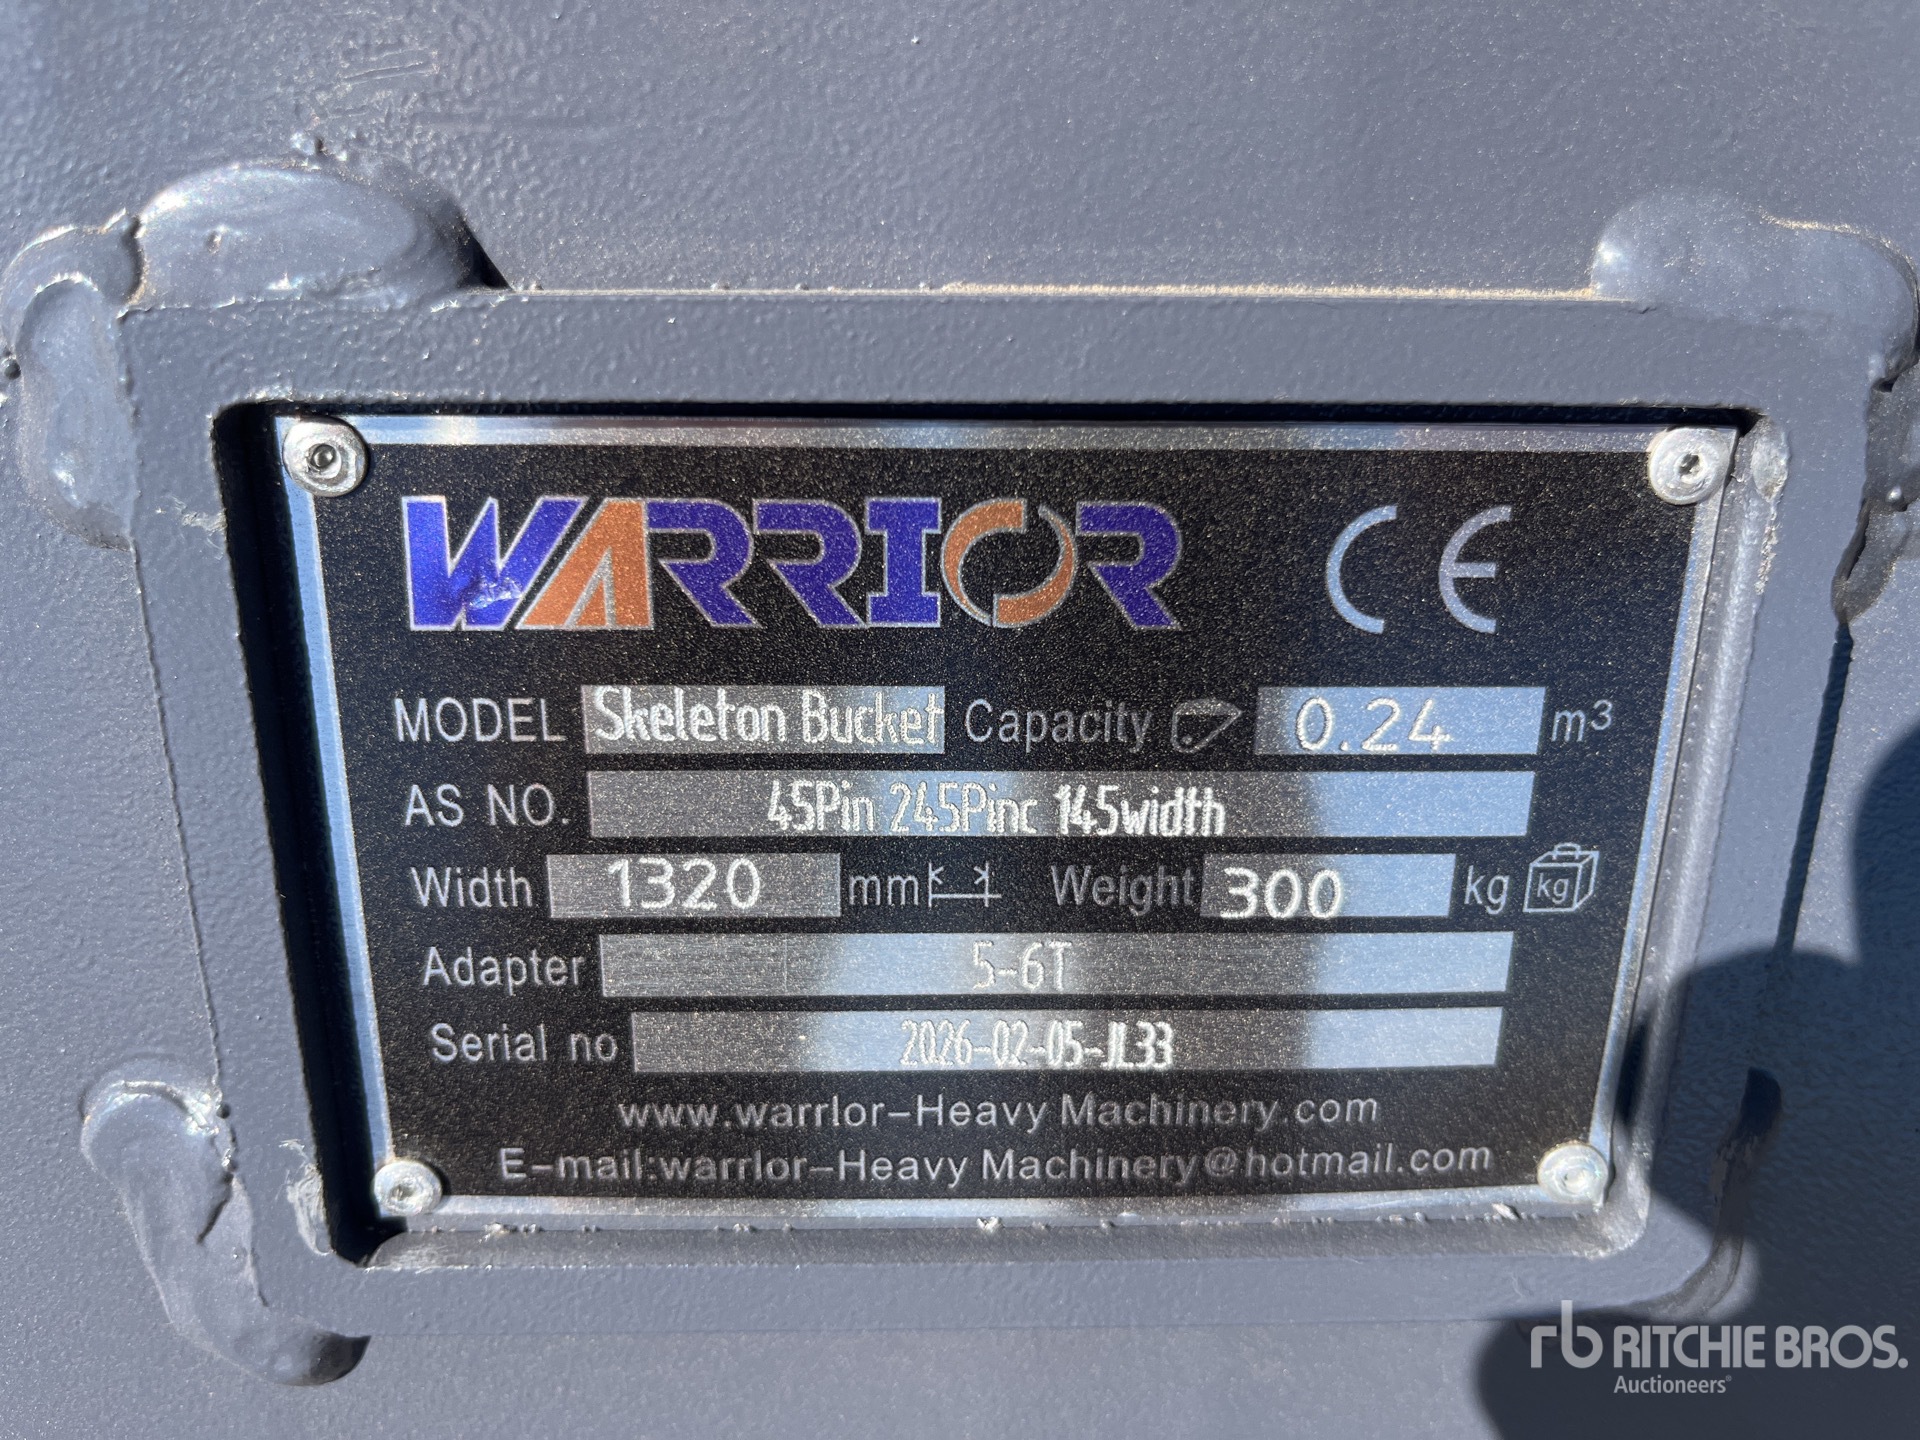 WARRIOR CE
MODEL Skeleton Bucket Capacity 0.24 m³
AS NO. 45Pin 245Pinc 145width
Width 1320 mm Weight 300 kg kg
Adapter 5-6T
Serial no 2026-02-05-JL33
www.warrlor-Heavy Machinery.com
E-mail:warrlor-Heavy Machinery@hotmail.com
rb RITCHIE BROS.
Auctioneers®